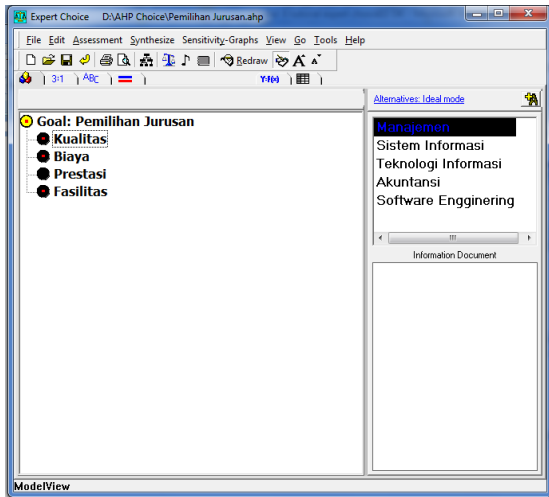 Expert Choice D:\AHP Choice\Pemilihan Jurusan.ahp
File Edit Assessment Synthesize Sensitivity-Graphs View Go Tools Help
Redraw A A
3:1 ABC Y:f(x)
Alternatives: Ideal mode
Goal: Pemilihan Jurusan
Kualitas
Biaya
Prestasi
Fasilitas
Manajemen
Sistem Informasi
Teknologi Informasi
Akuntansi
Software Engginering
Information Document
ModelView